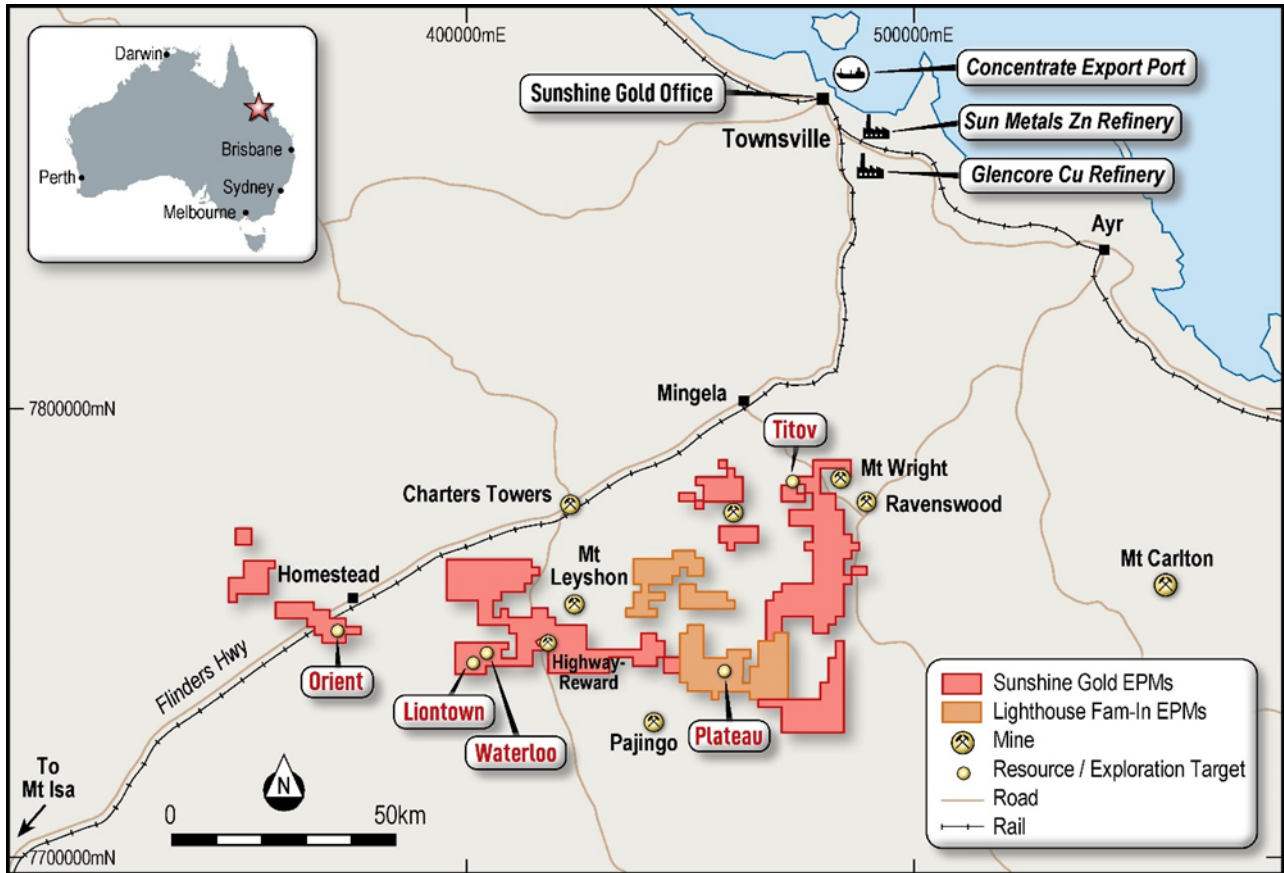 400000mE
500000mE
Darwin
Brisbane
Perth
Sydney
Melbourne
Sunshine Gold Office
Concentrate Export Port
Sun Metals Zn Refinery
Glencore Cu Refinery
Townsville
Ayr
7800000mN
Mingela
Titov
Mt Wright
Ravenswood
Charters Towers
Mt Carlton
Mt
Leyshon
Homestead
Highway-
Reward
Orient
Flinders Hwy
Liontown
Waterloo
Pajingo
Plateau
To
Mt Isa
N
0
50km
7700000mN
Sunshine Gold EPMs
Lighthouse Fam-In EPMs
Mine
Resource / Exploration Target
Road
Rail